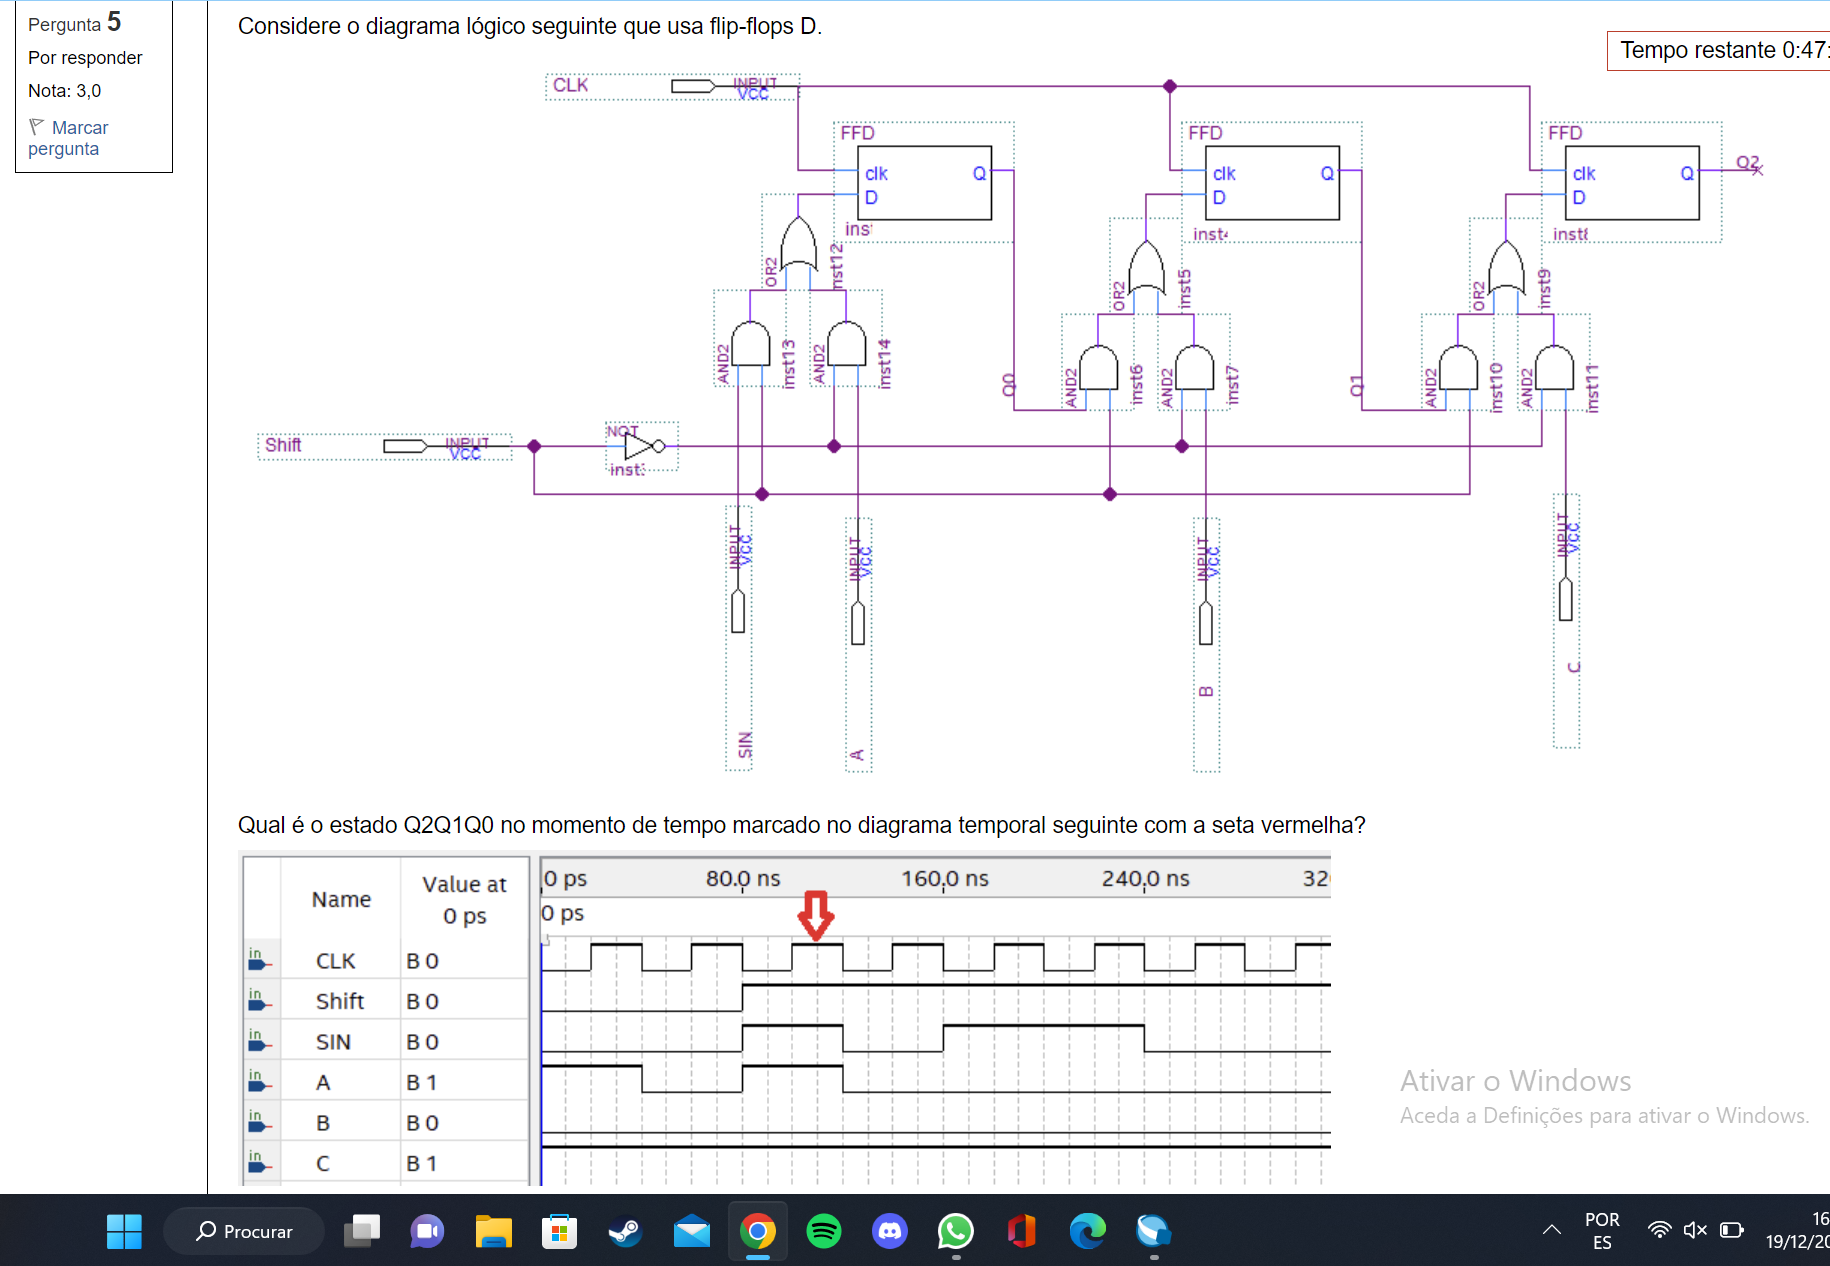 Pergunta 5
Por responder
Nota: 3,0
Marcar
pergunta
Considere o diagrama lógico seguinte que usa flip-flops D.
Tempo restante 0:47:
CLK
INPUT
VCC
FFD
clk
Q
D
inst
FFD
clk
Q
D
inst4
FFD
clk
Q
D
inst8
Q2
OR2
inst12
OR2
inst5
OR2
inst9
AND2
inst13
AND2
inst14
Q0
AND2
inst6
AND2
inst7
Q1
AND2
inst10
AND2
inst11
Shift
INPUT
VCC
NOT
INPUT
VCC
INPUT
VCC
INPUT
VCC
INPUT
VCC
SIN
A
B
C
Qual é o estado Q2Q1Q0 no momento de tempo marcado no diagrama temporal seguinte com a seta vermelha?
Name
Value at
0 ps
0 ps
80.0 ns
160.0 ns
240.0 ns
320
0 ps
in CLK B 0
in Shift B 0
in SIN B 0
in A B 1
in B B 0
in C B 1
Ativar o Windows
Aceda a Definições para ativar o Windows.
Procurar
POR
ES
16
19/12/20